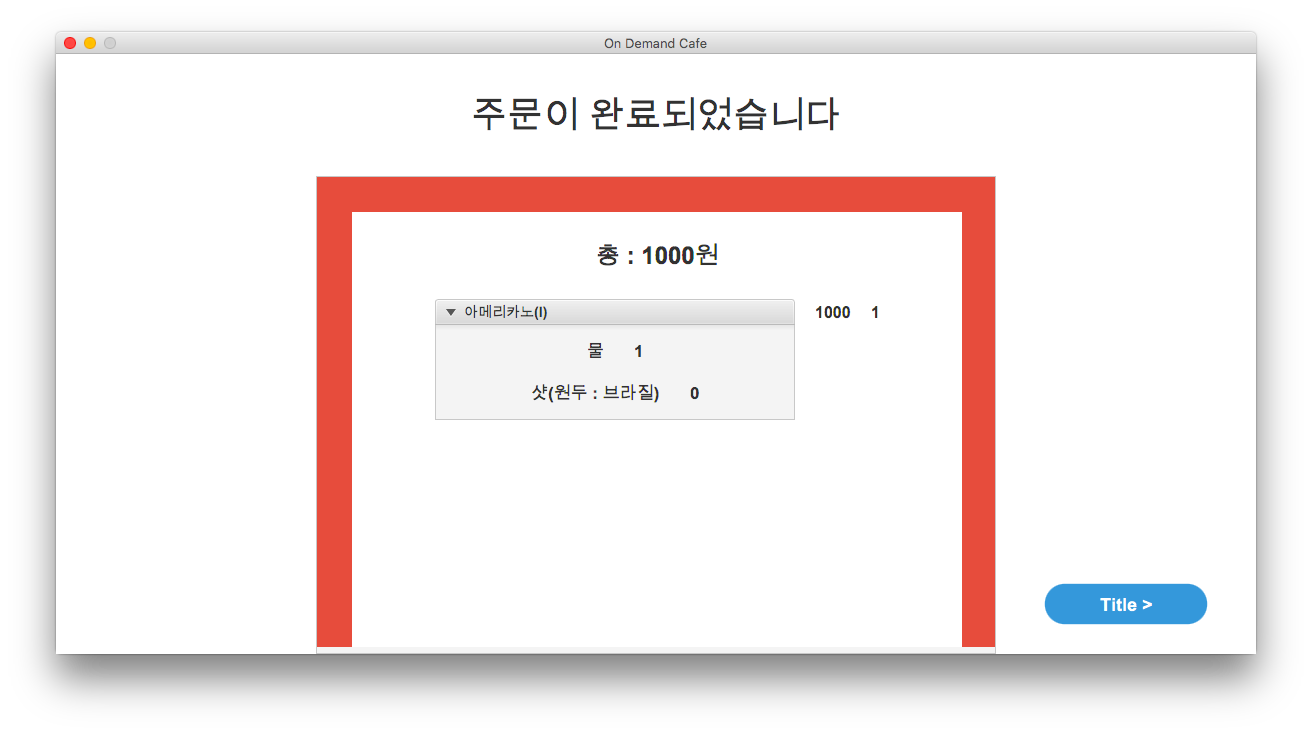 On Demand Cafe
주문이 완료되었습니다
총 : 1000원
아메리카노(I) 1000 1
물 1
샷(원두 : 브라질) 0
Title >